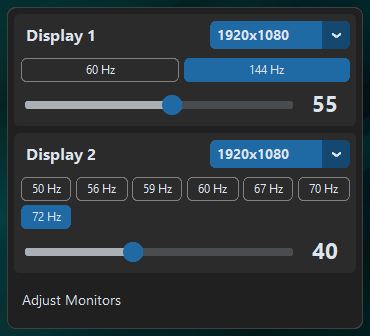 Display 1 1920x1080
60 Hz 144 Hz
55
Display 2 1920x1080
50 Hz 56 Hz 59 Hz 60 Hz 67 Hz 70 Hz
72 Hz
40
Adjust Monitors